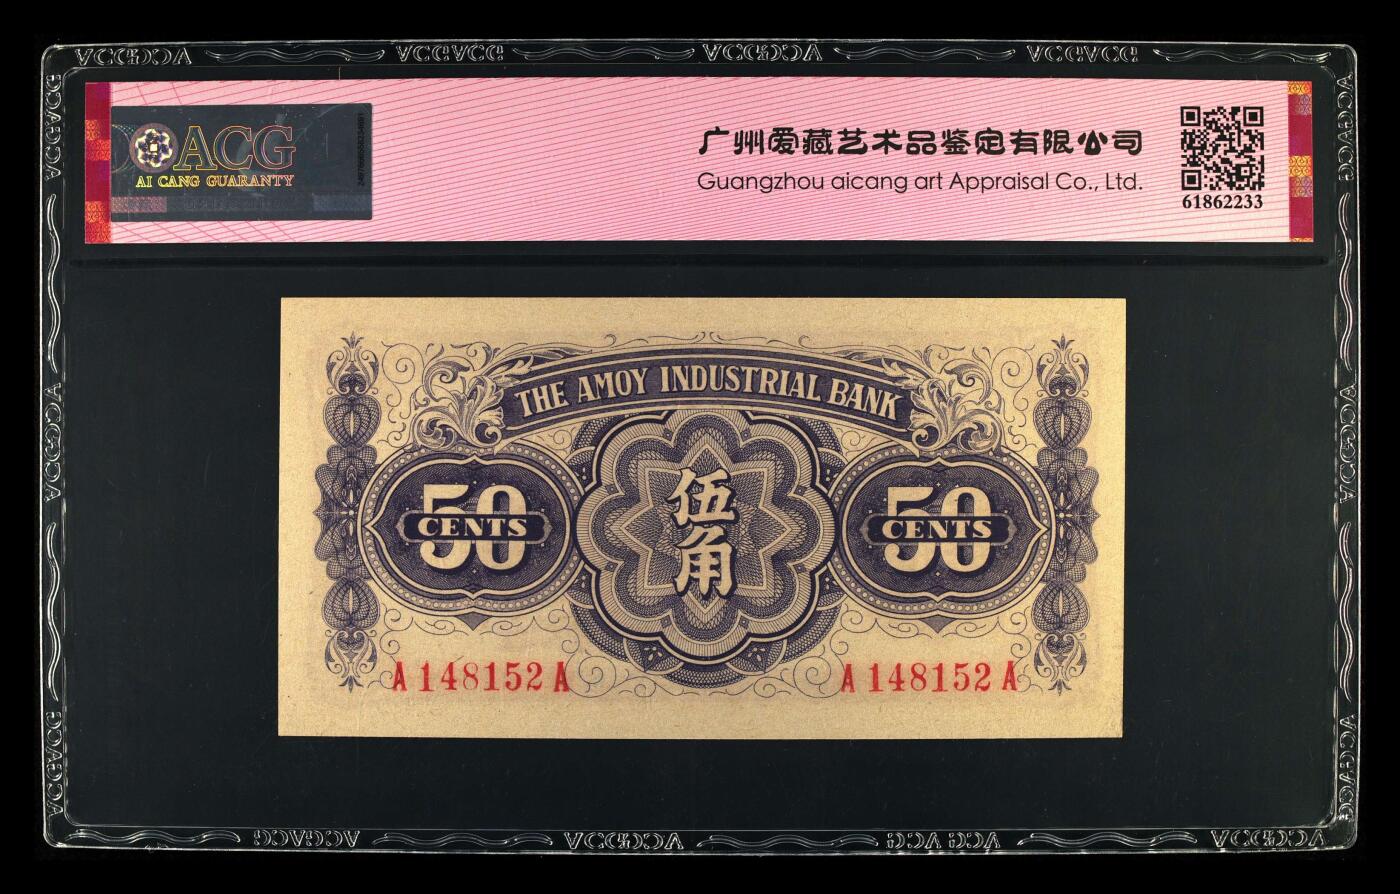 ACG
AI CANG GUARANTY
广州爱藏艺术品鉴定有限公司
Guangzhou aicang art Appraisal Co., Ltd.
61862233
THE AMOY INDUSTRIAL BANK
50
CENTS
伍角
50
CENTS
A 148152 A
A 148152 A